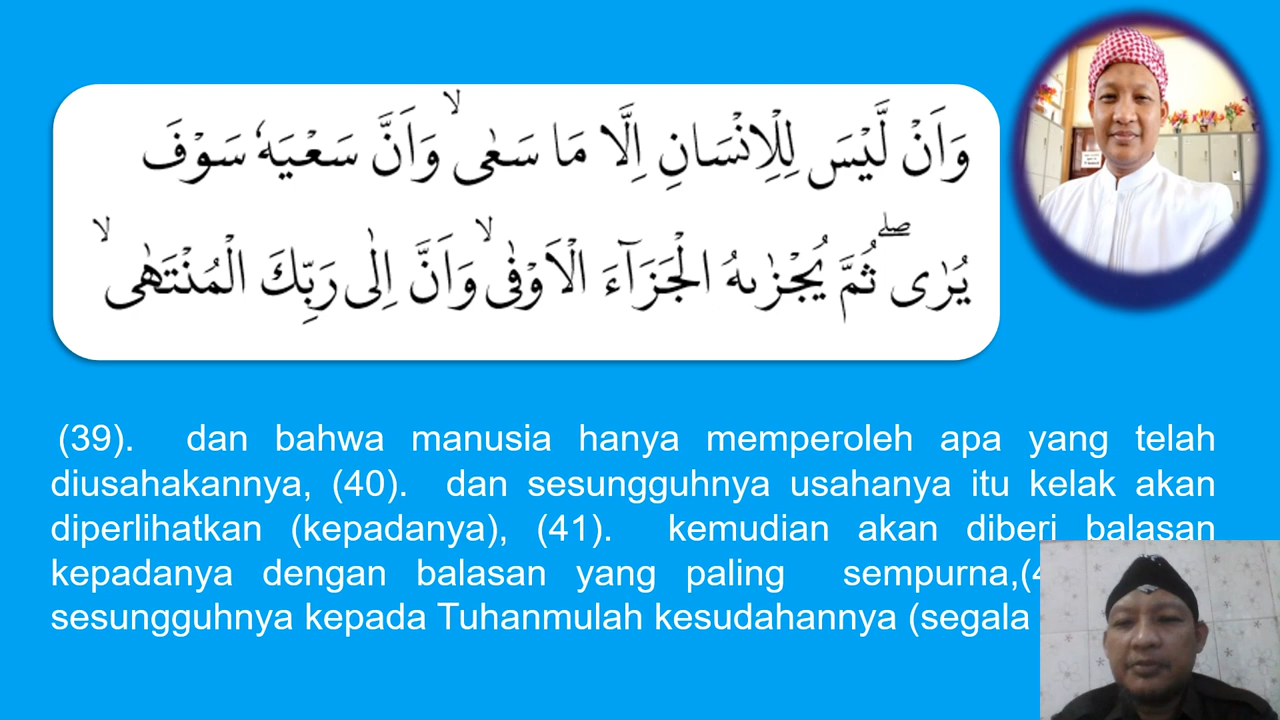 وَاَنْ لَّيْسَ لِلْاِنْسَانِ اِلَّا مَا سَعٰىۙ وَاَنَّ سَعْيَهٗ سَوْفَ
يُرٰىۖ ثُمَّ يُجْزٰىهُ الْجَزَاۤءَ الْاَوْفٰىۙ وَاَنَّ اِلٰى رَبِّكَ الْمُنْتَهٰىۙ
(39). dan bahwa manusia hanya memperoleh apa yang telah
diusahakannya, (40). dan sesungguhnya usahanya itu kelak akan
diperlihatkan (kepadanya), (41). kemudian akan diberi balasan
kepadanya dengan balasan yang paling sempurna,(4
sesungguhnya kepada Tuhanmulah kesudahannya (segala